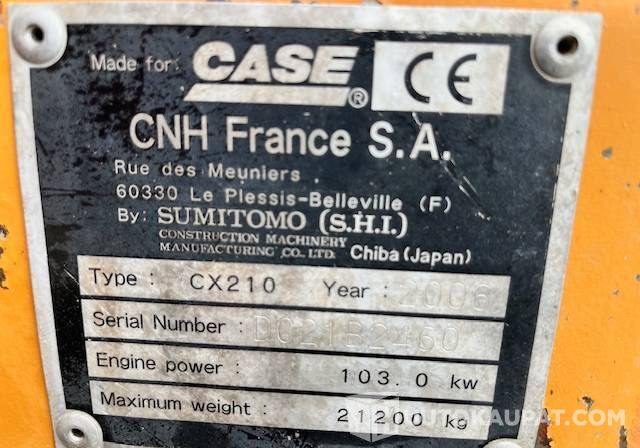 Made for: CASE ® CE
CNH France S.A.
Rue des Meuniers
60330 Le Plessis-Belleville (F)
By: SUMITOMO (S.H.I.)
CONSTRUCTION MACHINERY
MANUFACTURING CO., LTD. Chiba (Japan)
Type : CX210 Year : 2006
Serial Number : DC21B2460
Engine power : 103.0 kw
Maximum weight : 21200 kg
AUTOKAUPAT.COM